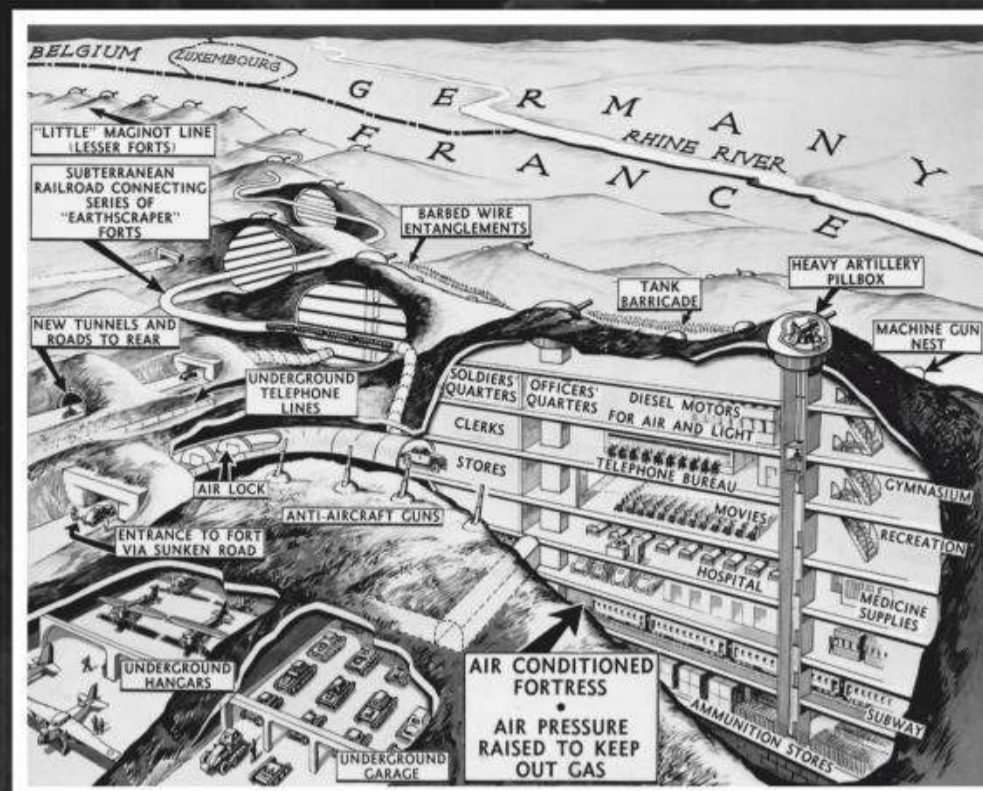 BELGIUM
LUXEMBOURG
GERMANY
FRANCE
RHINE RIVER
"LITTLE" MAGINOT LINE
(LESSER FORTS)
SUBTERRANEAN
RAILROAD CONNECTING
SERIES OF
"EARTHSCRAPER"
FORTS
BARBED WIRE
ENTANGLEMENTS
HEAVY ARTILLERY
PILLBOX
TANK
BARRICADE
NEW TUNNELS AND
ROADS TO REAR
MACHINE GUN
NEST
UNDERGROUND
TELEPHONE
LINES
SOLDIERS'
QUARTERS
OFFICERS'
QUARTERS
DIESEL MOTORS
FOR AIR AND LIGHT
CLERKS
STORES
TELEPHONE BUREAU
GYMNASIUM
AIR LOCK
ANTI-AIRCRAFT GUNS
MOVIES
RECREATION
ENTRANCE TO FORT
VIA SUNKEN ROAD
HOSPITAL
MEDICINE
SUPPLIES
UNDERGROUND
HANGARS
AIR CONDITIONED
FORTRESS
•
AIR PRESSURE
RAISED TO KEEP
OUT GAS
SUBWAY
AMMUNITION STORES
UNDERGROUND
GARAGE